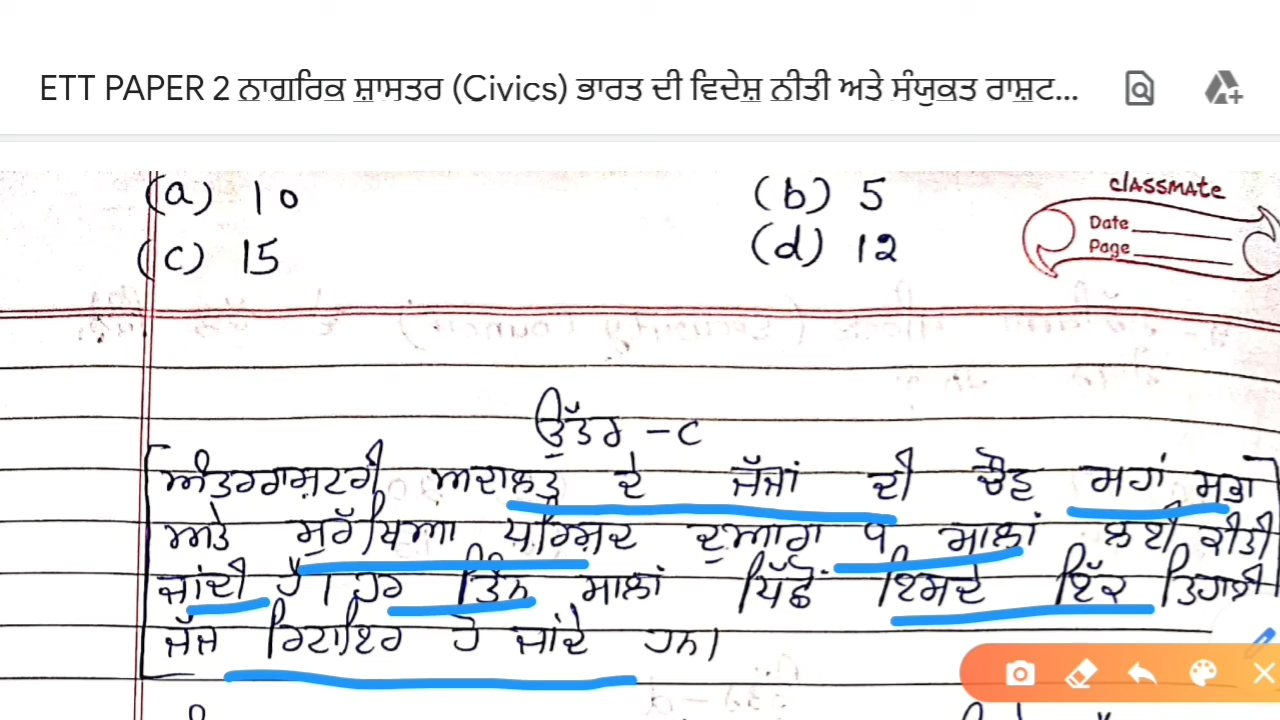 ETT PAPER 2 ਨਾਗਰਿਕ ਸ਼ਾਸਤਰ (Civics) ਭਾਰਤ ਦੀ ਵਿਦੇਸ਼ ਨੀਤੀ ਅਤੇ ਸੰਯੁਕਤ ਰਾਸ਼ਟ...
(a) 10 (b) 5
classmate
Date
(c) 15 (d) 12
Page
ਉੱਤਰ - C
ਅੰਤਰਰਾਸ਼ਟਰੀ ਅਦਾਲਤ ਦੇ ਜੱਜਾਂ ਦੀ ਚੋਣ ਮਹਾਂ ਸਭਾ
ਅਤੇ ਸੁਰੱਖਿਆ ਪਰਿਸ਼ਦ ਦੁਆਰਾ 9 ਸਾਲਾਂ ਲਈ ਕੀਤੀ
ਜਾਂਦੀ ਹੈ। ਹਰ ਤਿੰਨ ਸਾਲਾਂ ਪਿੱਛੋਂ ਇਸਦੇ ਇੱਕ ਤਿਹਾਈ
ਜੱਜ ਰਿਟਾਇਰ ਹੋ ਜਾਂਦੇ ਹਨ।